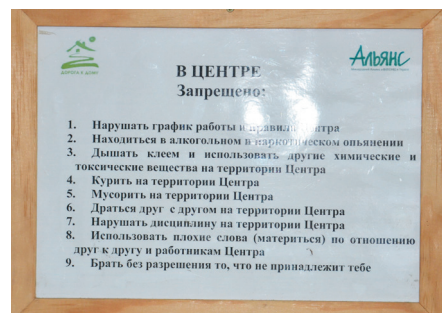 ДОРОГА К ДОМУ
АЛЬЯНС
В ЦЕНТРЕ
Запрещено:
1. Нарушать график работы и правила Центра
2. Находиться в алкогольном и наркотическом опьянении
3. Дышать клеем и использовать другие химические и
токсические вещества на территории Центра
4. Курить на территории Центра
5. Мусорить на территории Центра
6. Драться друг с другом на территории Центра
7. Нарушать дисциплину на территории Центра
8. Использовать плохие слова (материться) по отношению
друг к другу и работникам Центра
9. Брать без разрешения то, что не принадлежит тебе